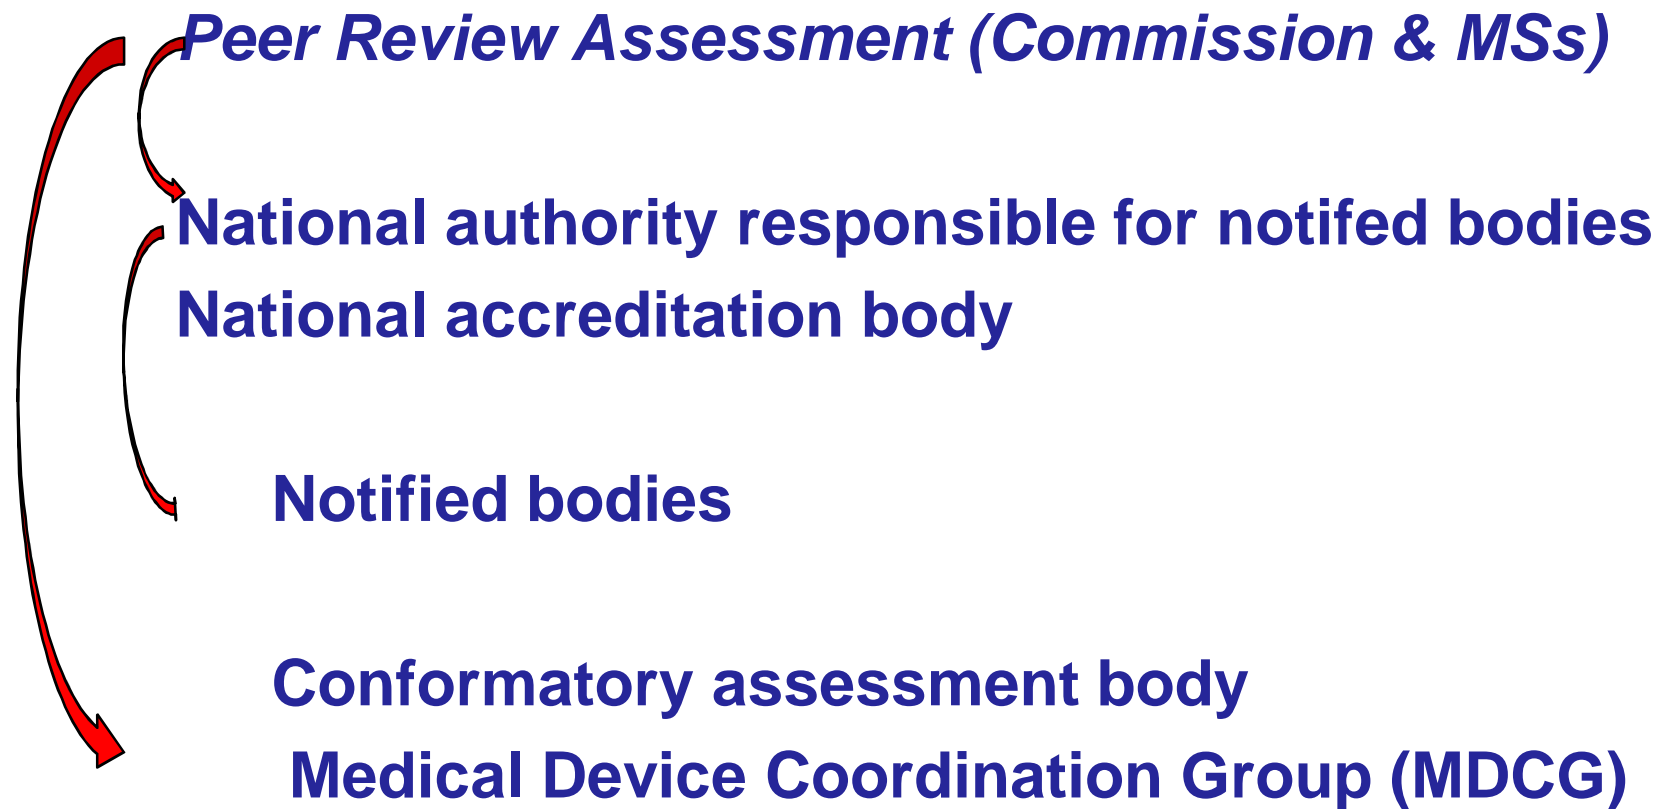 Peer Review Assessment (Commission & MSs)
National authority responsible for notifed bodies
National accreditation body
Notified bodies
Conformatory assessment body
Medical Device Coordination Group (MDCG)